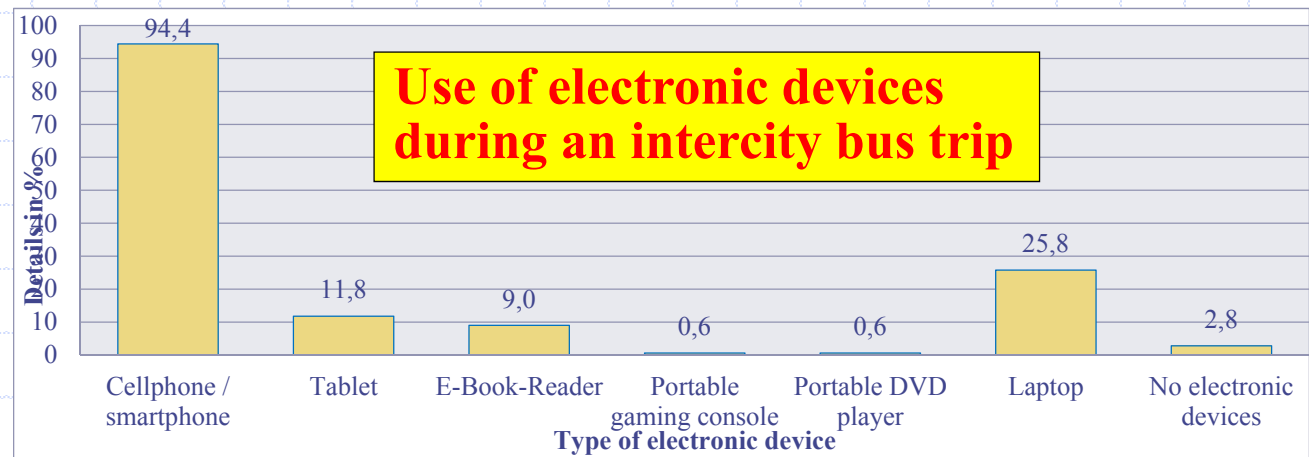 Use of electronic devices
during an intercity bus trip
Details in %
100
90
80
70
60
50
40
30
20
10
0
94,4
11,8
9,0
0,6
0,6
25,8
2,8
Cellphone /
smartphone
Tablet
E-Book-Reader
Portable
gaming console
Portable DVD
player
Laptop
No electronic
devices
Type of electronic device